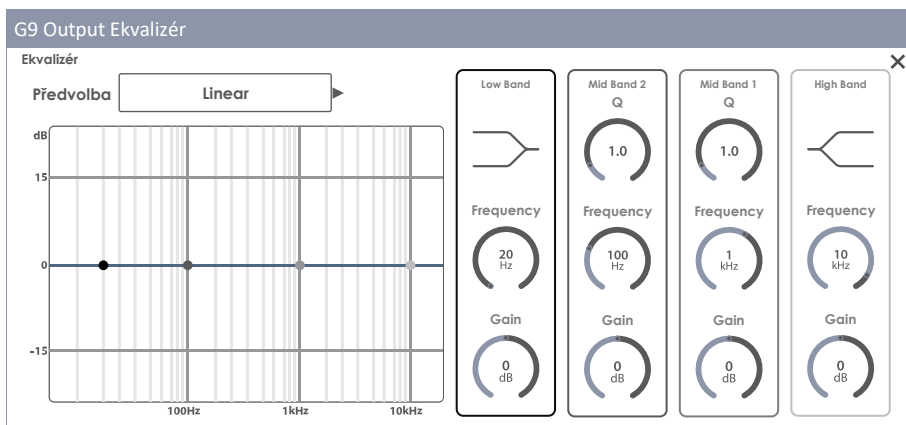 G9 Output Ekvalizér
Ekvalizér
Předvolba
Linear
dB
15
0
-15
100Hz
1kHz
10kHz
Low Band
Frequency
20
Hz
Gain
0
dB
Mid Band 2
Q
1.0
Frequency
100
Hz
Gain
0
dB
Mid Band 1
Q
1.0
Frequency
1
kHz
Gain
0
dB
High Band
Frequency
10
kHz
Gain
0
dB